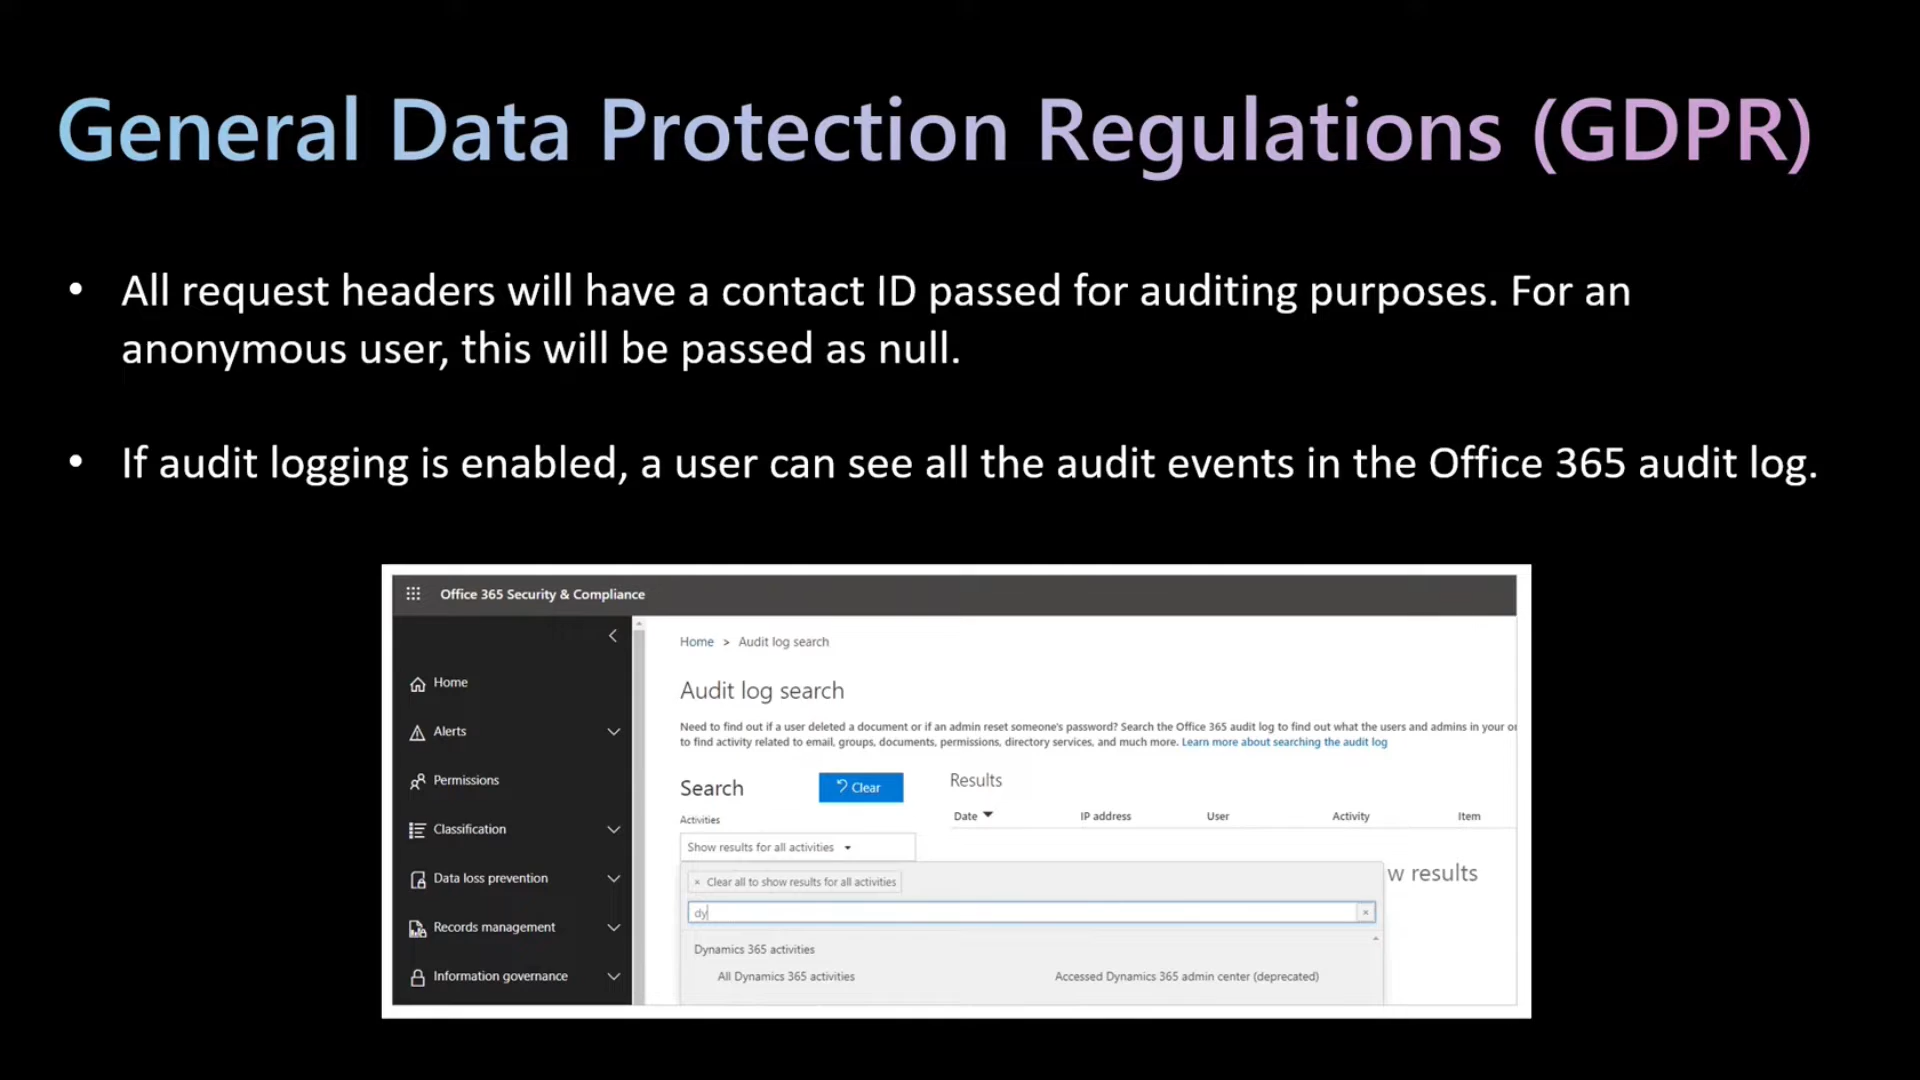 General Data Protection Regulations (GDPR)
• All request headers will have a contact ID passed for auditing purposes. For an
anonymous user, this will be passed as null.
• If audit logging is enabled, a user can see all the audit events in the Office 365 audit log.
Office 365 Security & Compliance
Home
Alerts
Permissions
Classification
Data loss prevention
Records management
Information governance
Home > Audit log search
Audit log search
Need to find out if a user deleted a document or if an admin reset someone's password? Search the Office 365 audit log to find out what the users and admins in your
to find activity related to email, groups, documents, permissions, directory services, and much more. Learn more about searching the audit log
Search
Clear
Activities
Show results for all activities
× Clear all to show results for all activities
dy
×
Dynamics 365 activities
All Dynamics 365 activities
Accessed Dynamics 365 admin center (deprecated)
Results
Date
IP address
User
Activity
Item
w results